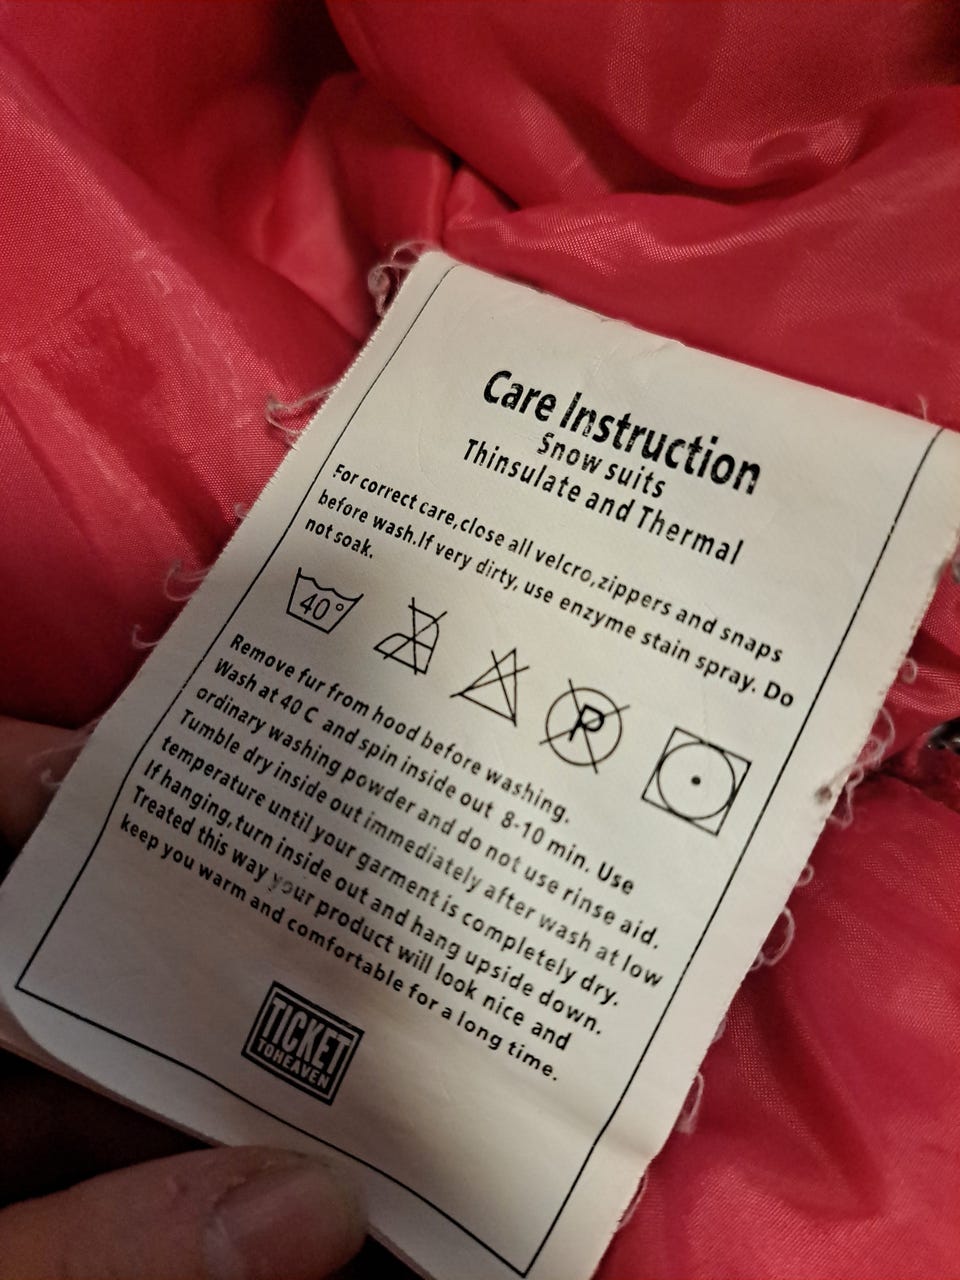 Care Instruction
Snow suits
Thinsulate and Thermal
For correct care,close all velcro,zippers and snaps
before wash.If very dirty, use enzyme stain spray. Do
not soak.
40°
P
Remove fur from hood before washing.
Wash at 40 C and spin inside out 8-10 min. Use
ordinary washing powder and do not use rinse aid.
Tumble dry inside out immediately after wash at low
temperature until your garment is completely dry.
If hanging,turn inside out and hang upside down.
Treated this way your product will look nice and
keep you warm and comfortable for a long time.
TICKET
TOHEAVEN